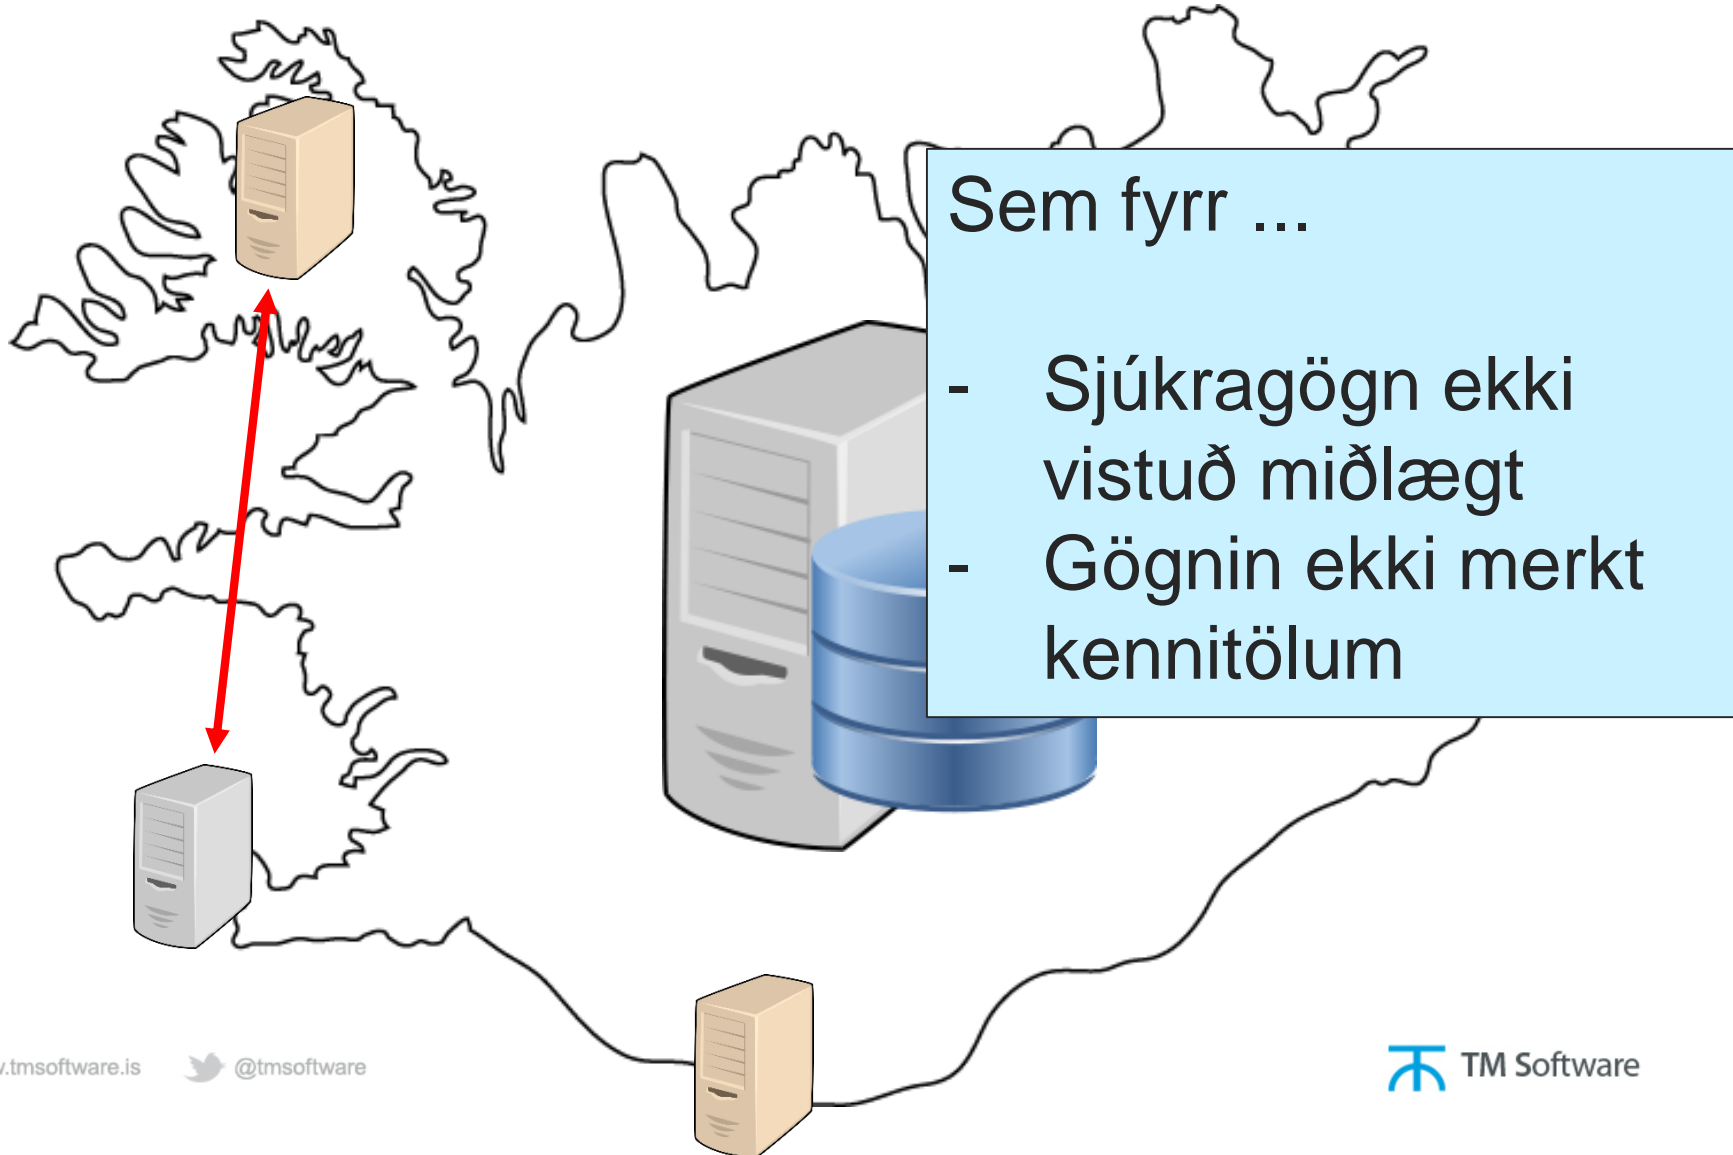 Sem fyrr ...
- Sjúkragögn ekki
vistuð miðlægt
- Gögnin ekki merkt
kennitölum
.tmsoftware.is @tmsoftware
TM Software